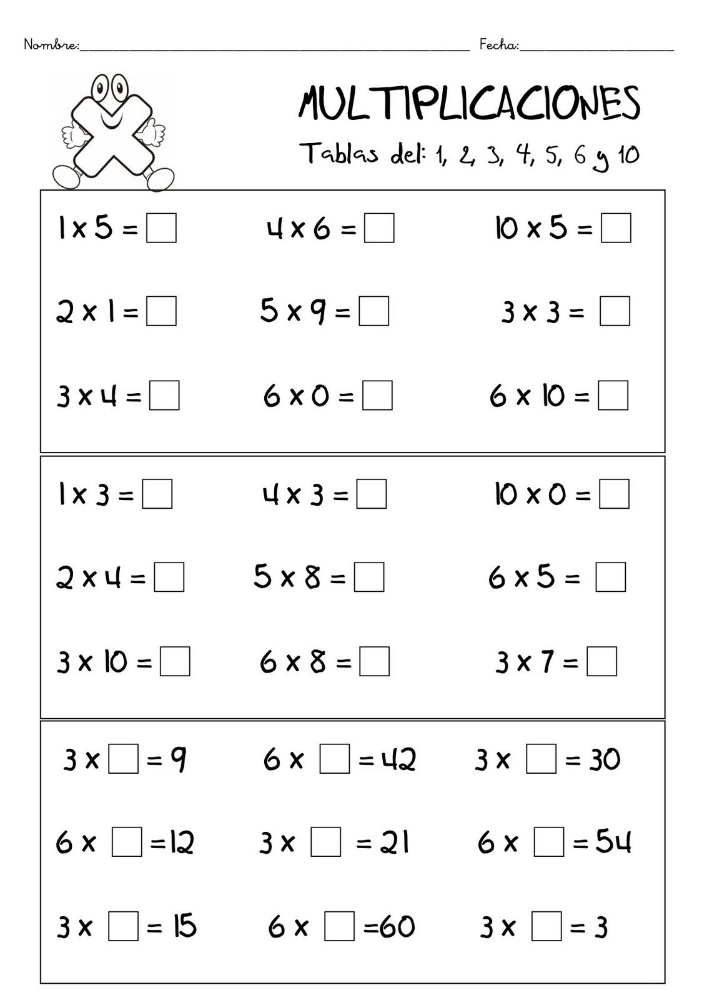 Nombre:________________________________________________ Fecha:___________________
MULTIPLICACIONES
Tablas del: 1, 2, 3, 4, 5, 6 y 10
1 x 5 = 4 x 6 = 10 x 5 =
2 x 1 = 5 x 9 = 3 x 3 =
3 x 4 = 6 x 0 = 6 x 10 =
1 x 3 = 4 x 3 = 10 x 0 =
2 x 4 = 5 x 8 = 6 x 5 =
3 x 10 = 6 x 8 = 3 x 7 =
3 x □ = 9 6 x □ = 42 3 x □ = 30
6 x □ =12 3 x □ = 21 6 x □ = 54
3 x □ = 15 6 x □ =60 3 x □ = 3